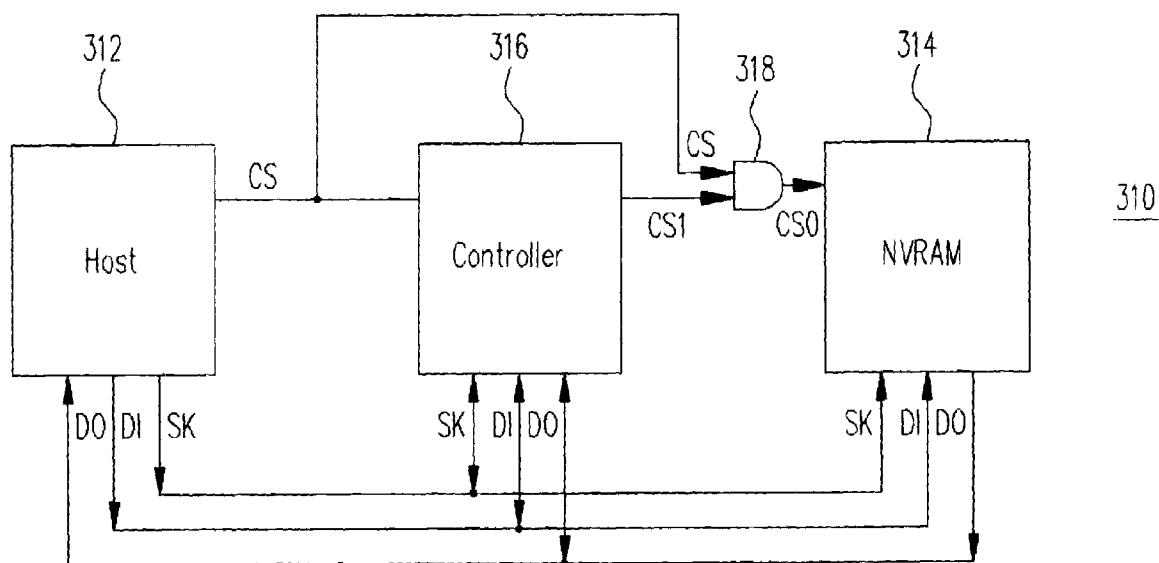 312
316
318
314
CS
CS
CS1
CS0
310
Host
Controller
NVRAM
DO DI SK
SK DI DO
SK DI DO